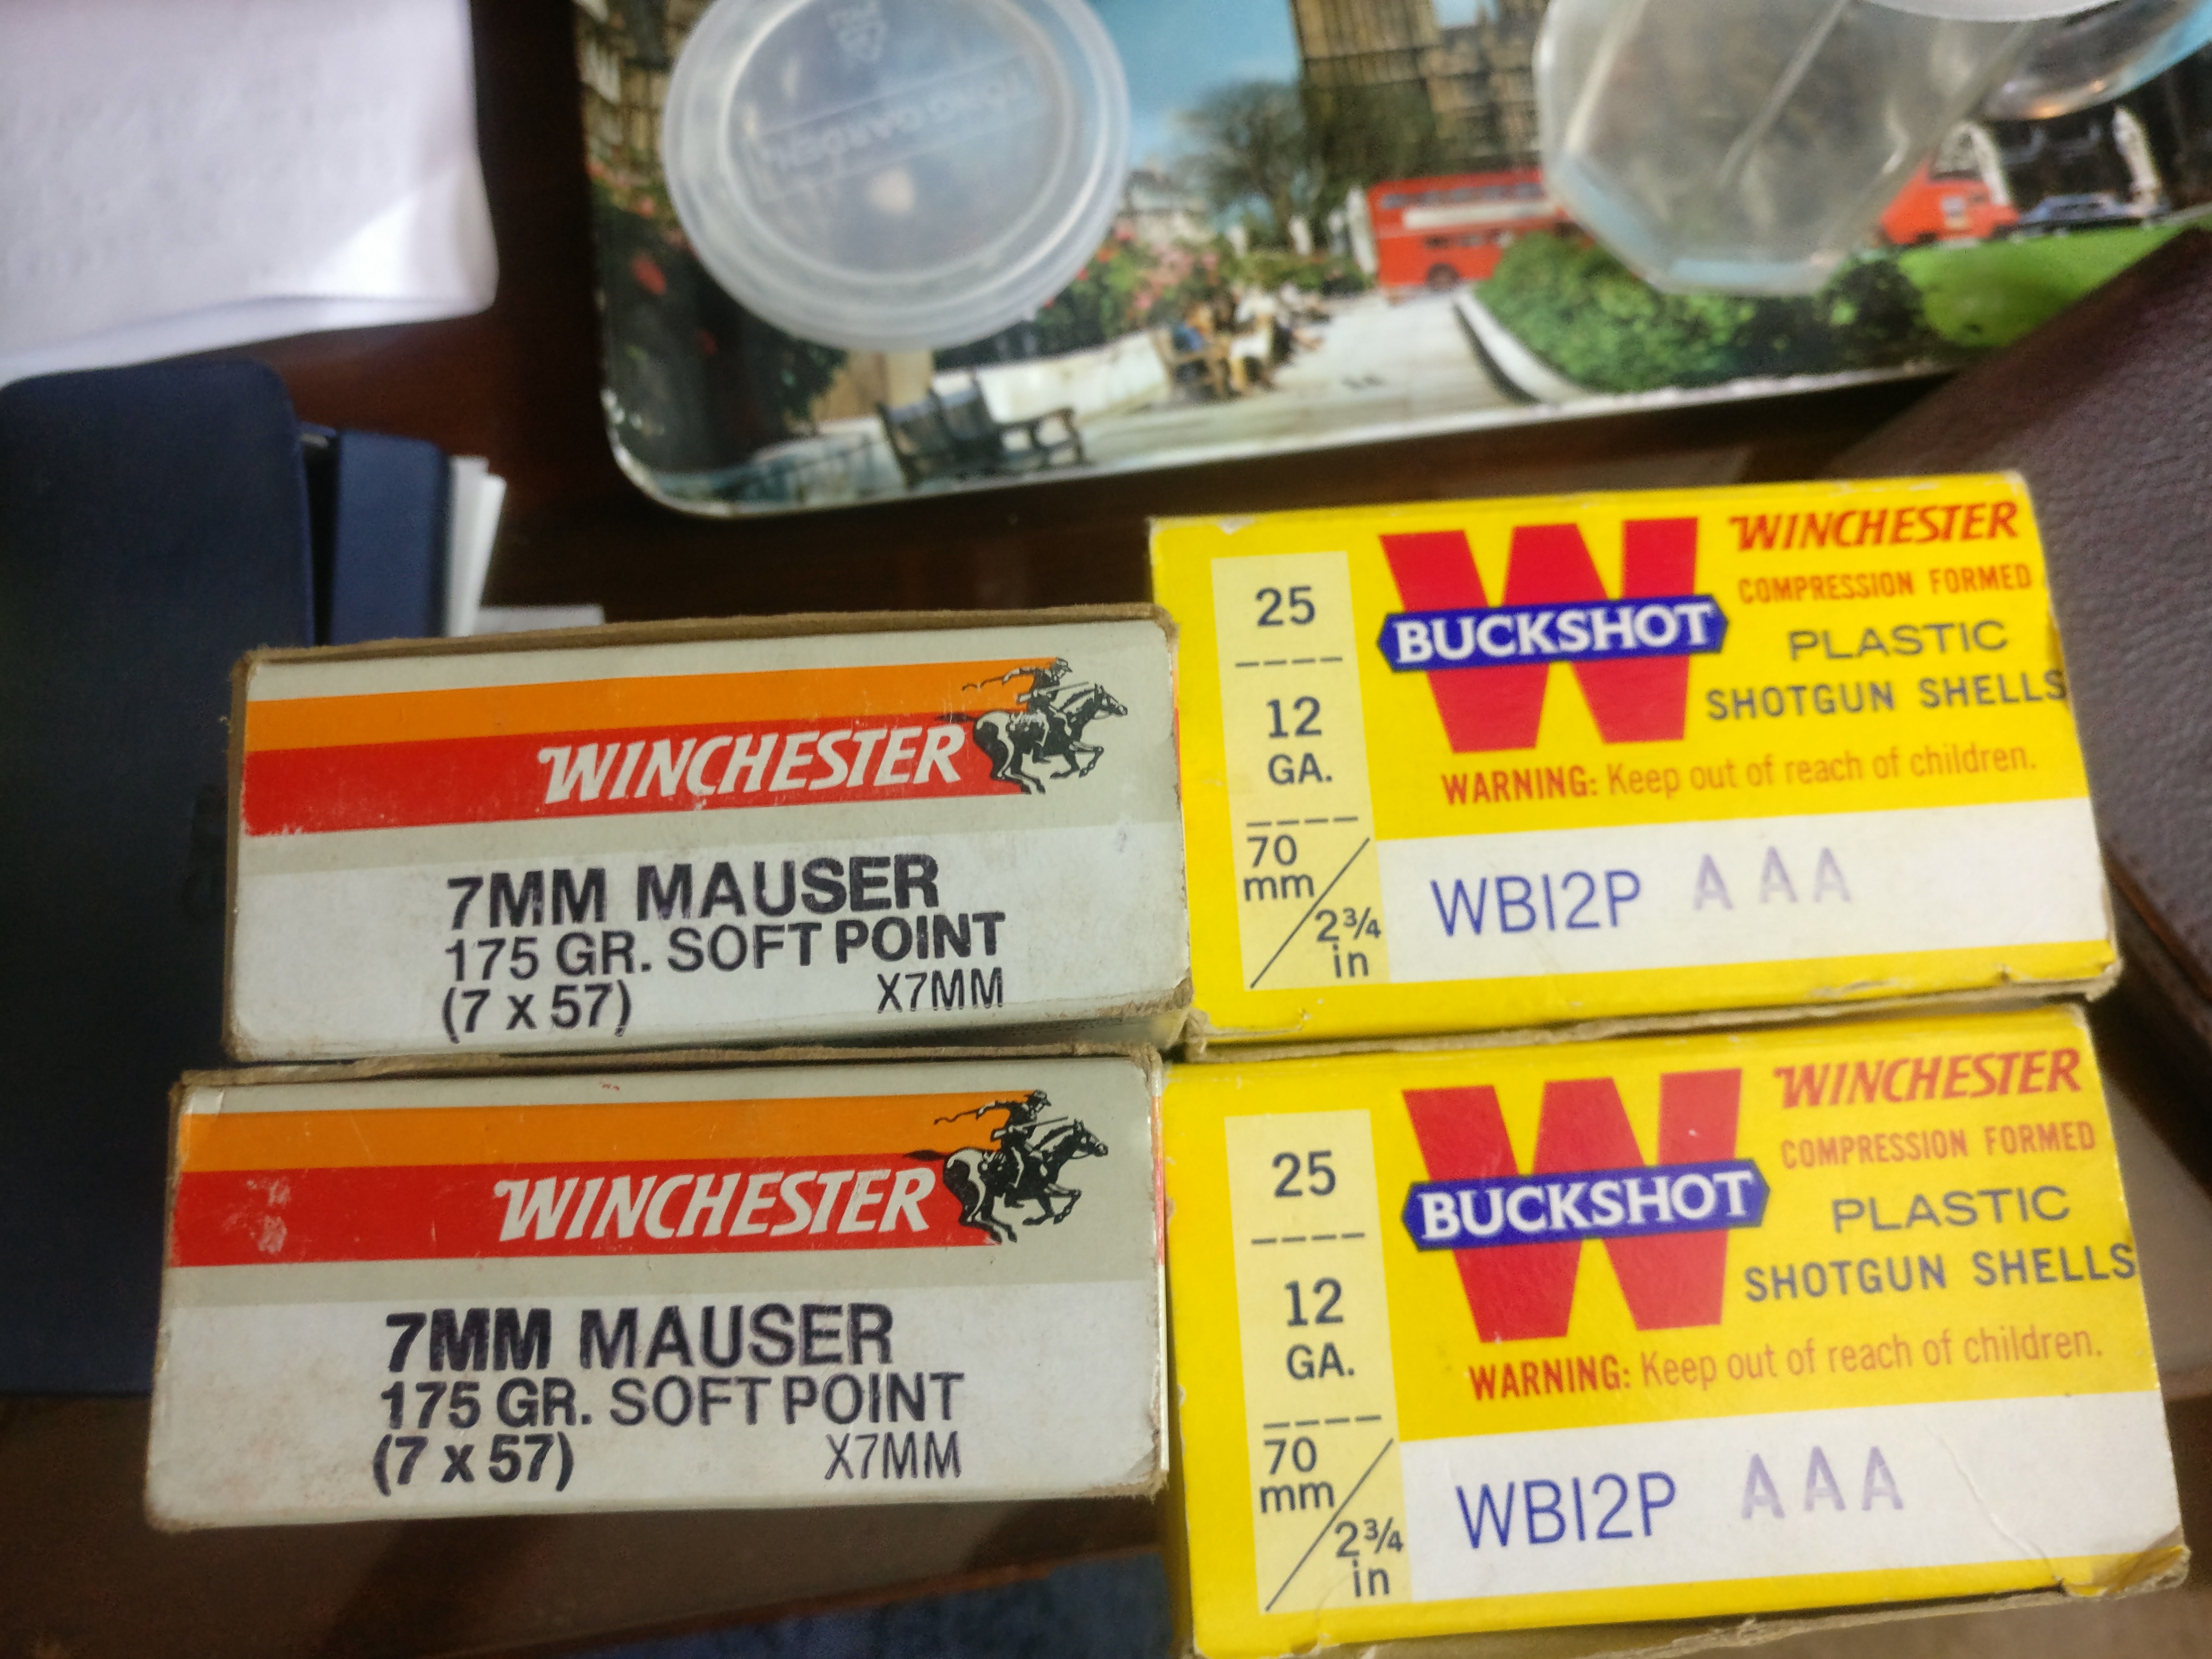 WINCHESTER
7MM MAUSER
175 GR. SOFT POINT
(7 x 57) X7MM
WINCHESTER
7MM MAUSER
175 GR. SOFT POINT
(7 x 57) X7MM
25
12
GA.
70
mm
2¾
in
BUCKSHOT
WINCHESTER
COMPRESSION FORMED
PLASTIC
SHOTGUN SHELLS
WARNING: Keep out of reach of children.
WB12P AAA
25
12
GA.
70
mm
2¾
in
BUCKSHOT
WINCHESTER
COMPRESSION FORMED
PLASTIC
SHOTGUN SHELLS
WARNING: Keep out of reach of children.
WB12P AAA